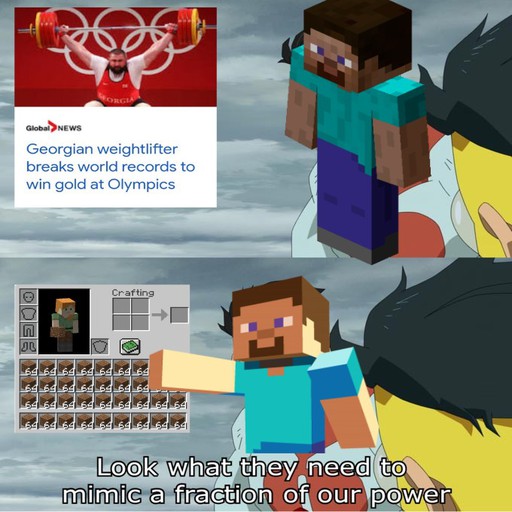 GEORGIA
Global NEWS
Georgian weightlifter
breaks world records to
win gold at Olympics
Crafting
64 64 64 64 64 64 64
64 64 64 64 64 64 64
64 64 64 64 64 64 64 64 64
64 64 64 64 64 64 64 64 64
Look what they need to
mimic a fraction of our power